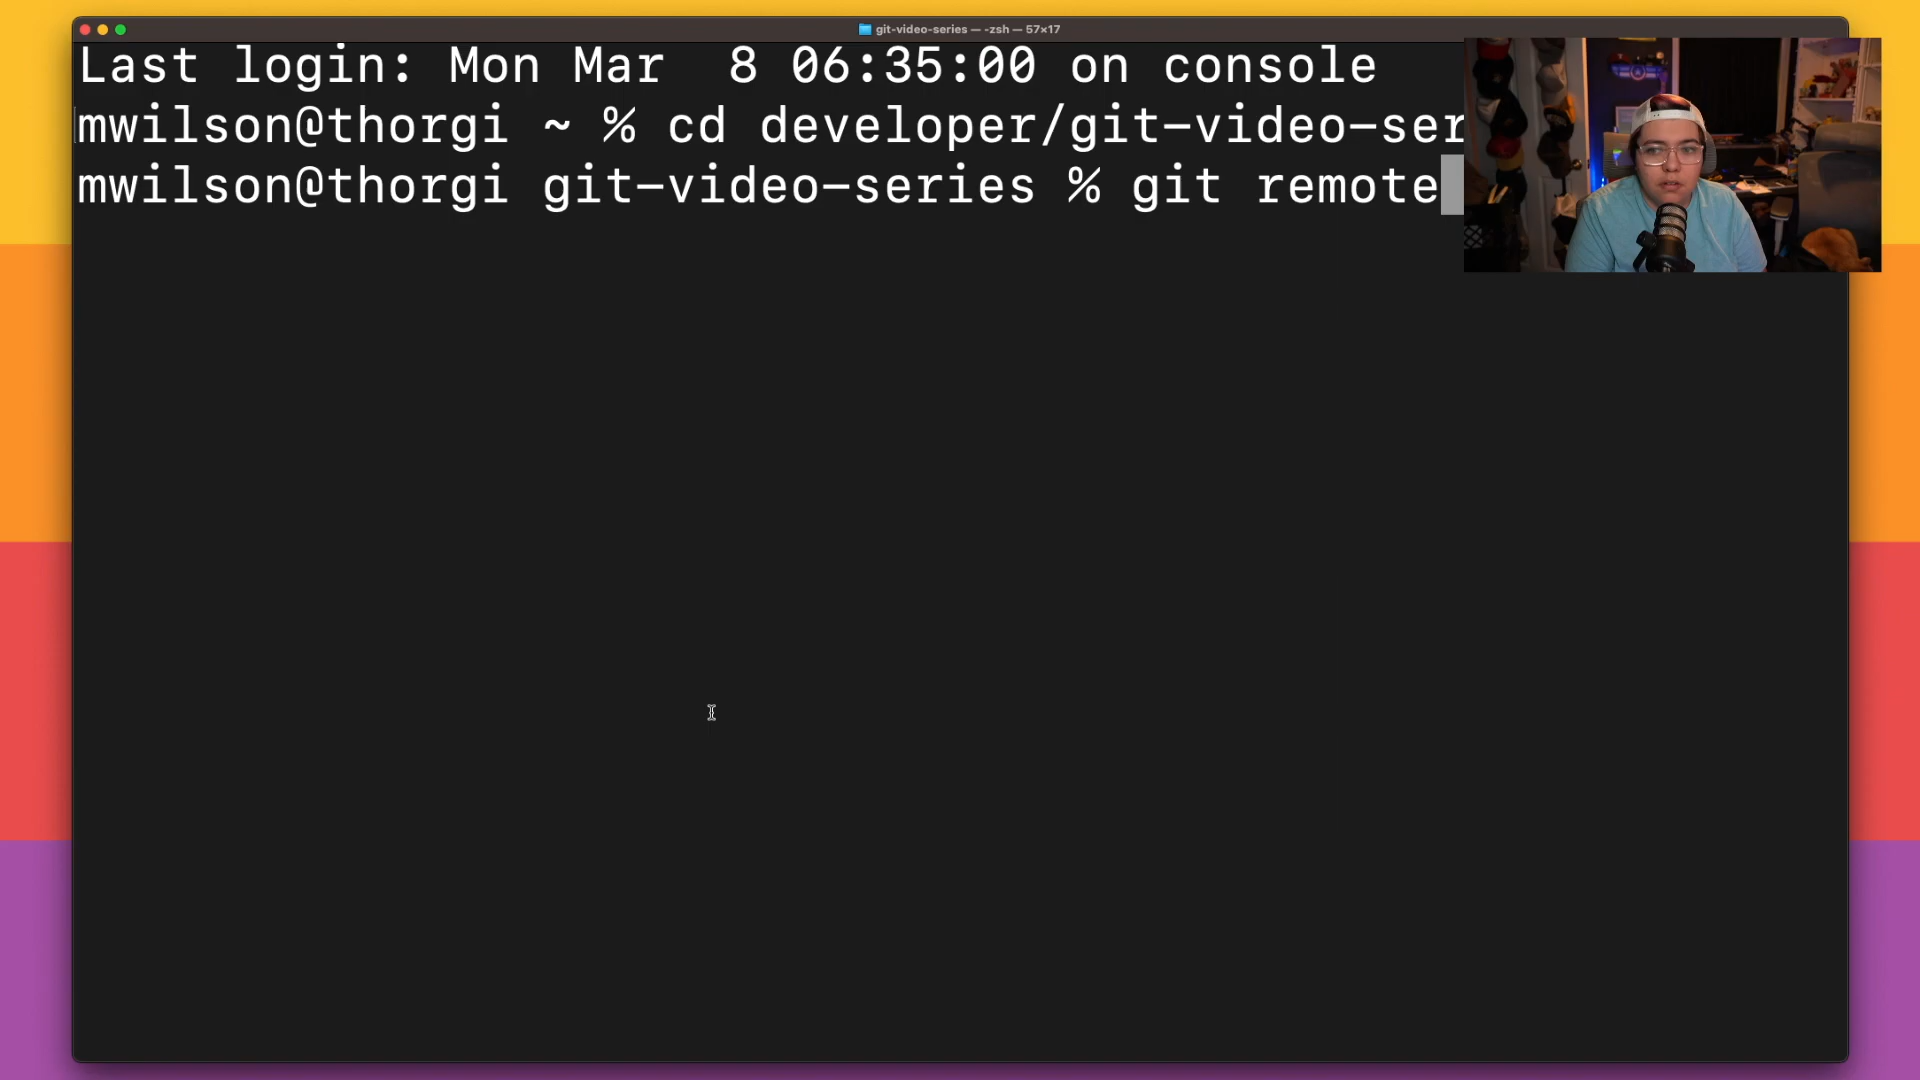 git-video-series — -zsh — 57×17
Last login: Mon Mar  8 06:35:00 on console
mwilson@thorgi ~ % cd developer/git-video-ser
mwilson@thorgi git-video-series % git remote